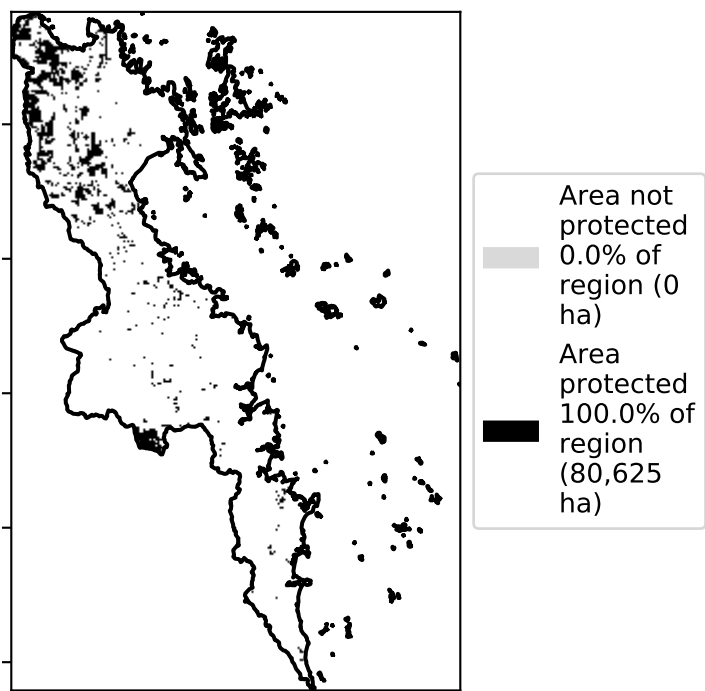 Area not
protected
0.0% of
region (0
ha)
Area
protected
100.0% of
region
(80,625
ha)